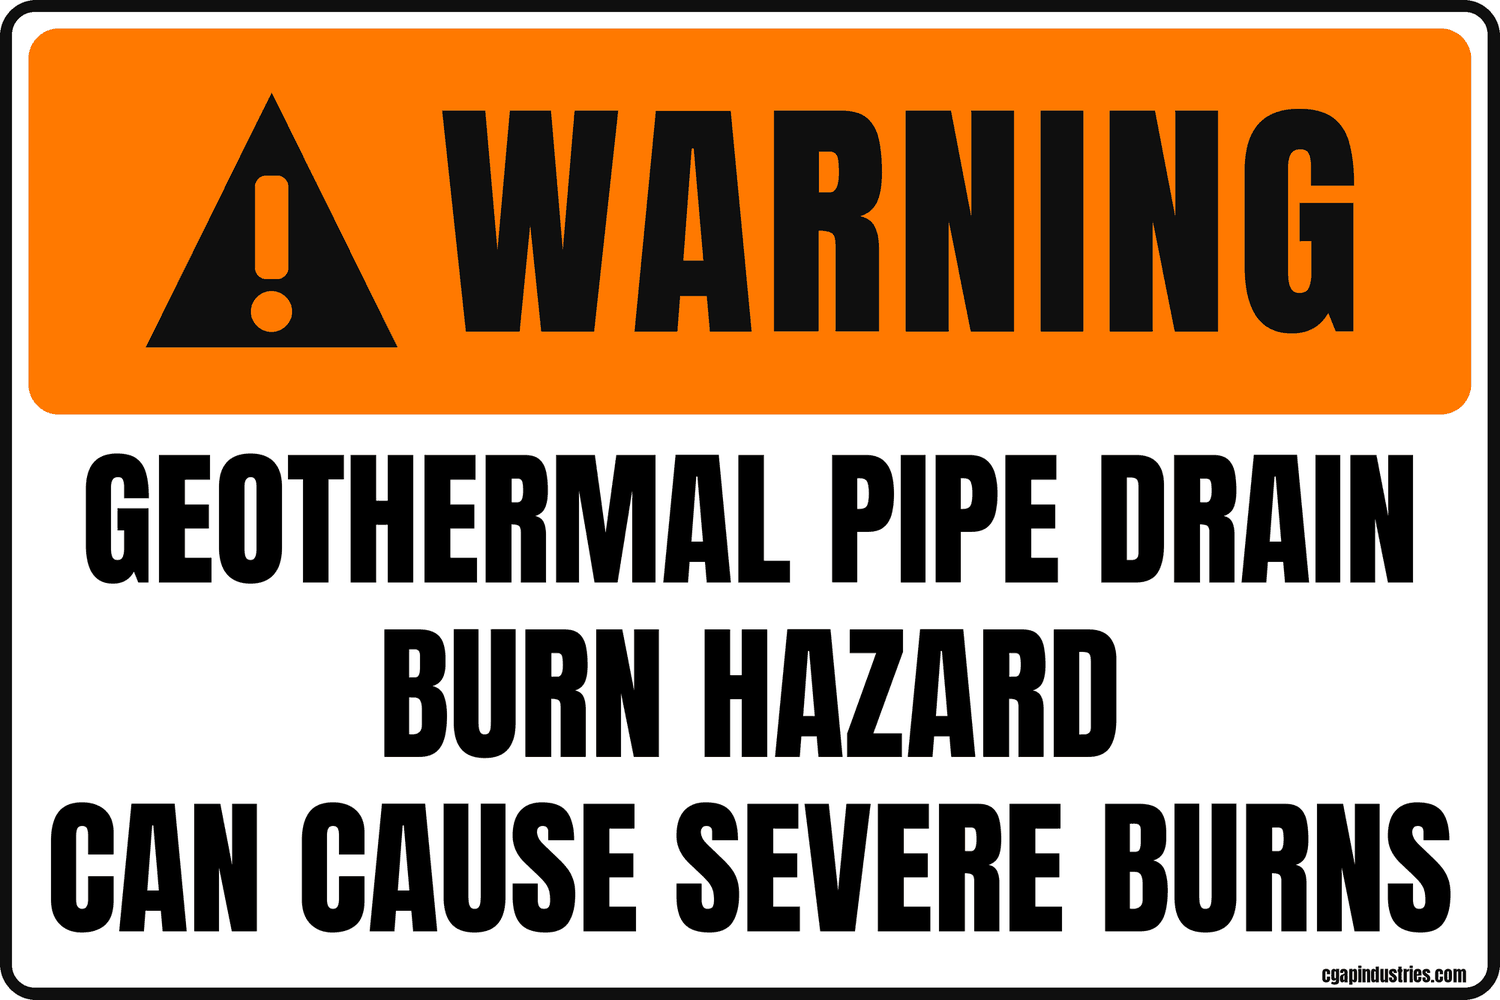 WARNING
GEOTHERMAL PIPE DRAIN
BURN HAZARD
CAN CAUSE SEVERE BURNS
cgapindustries.com